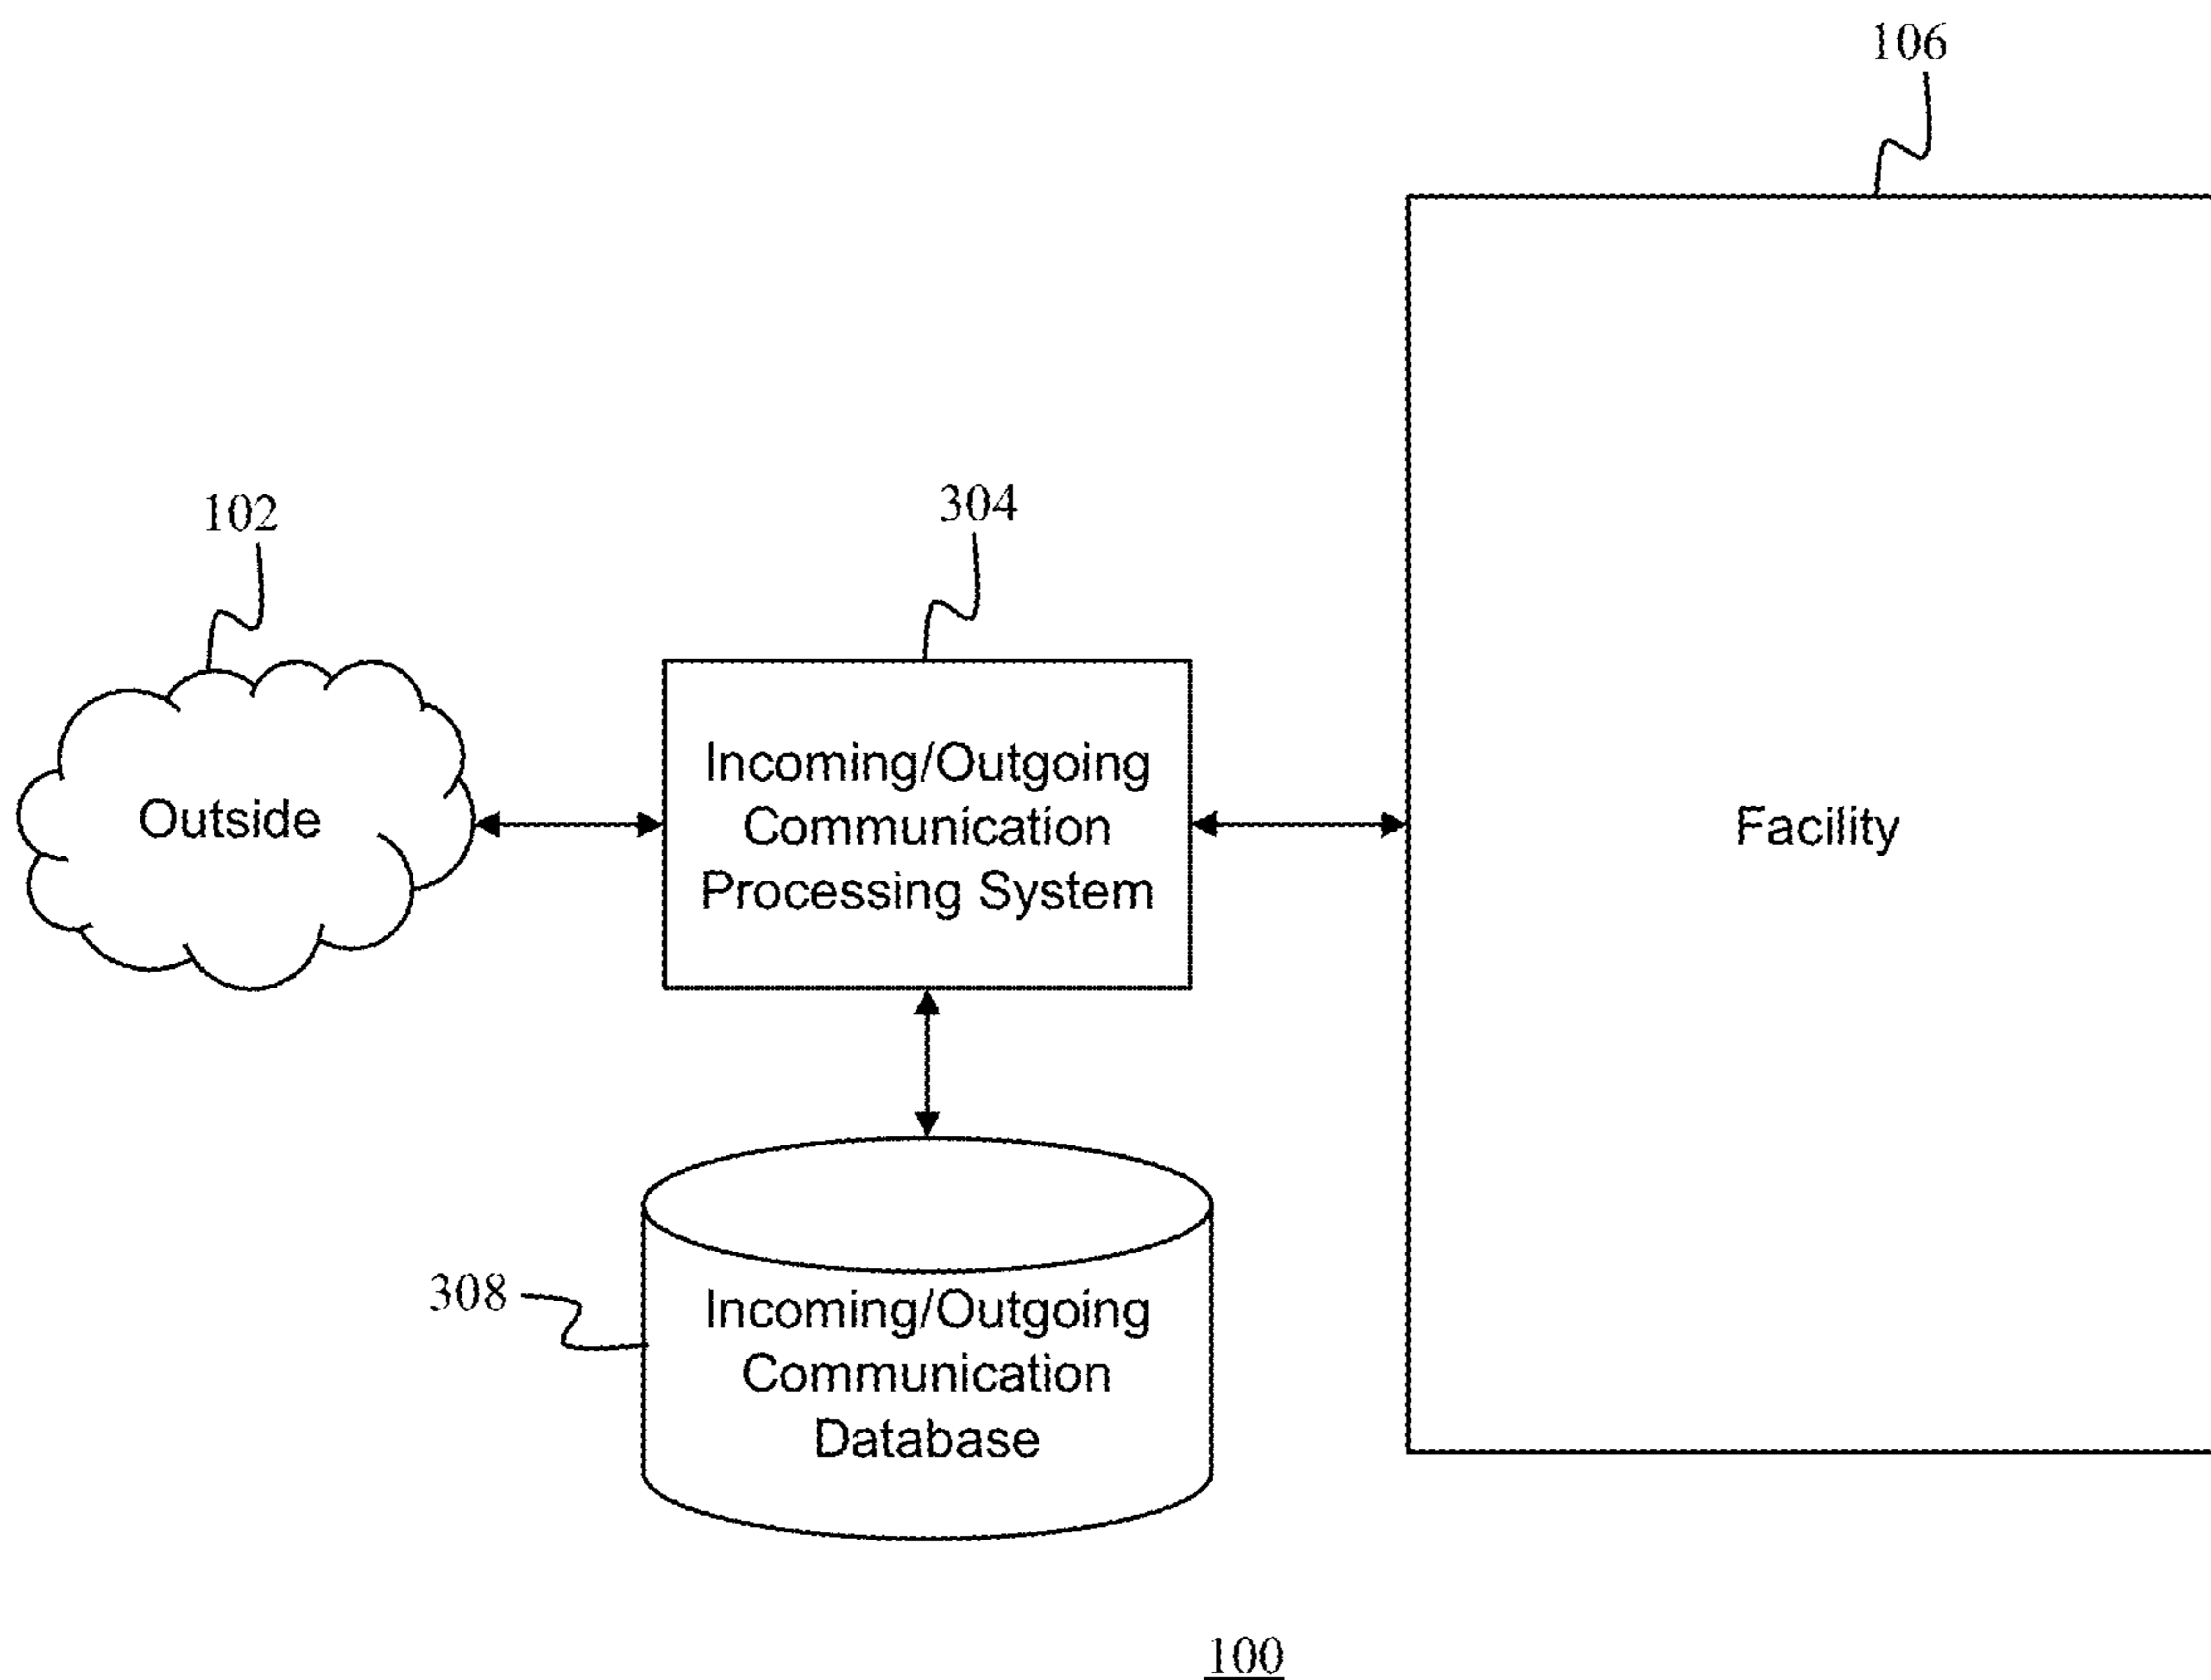 106
102
304
Outside
Incoming/Outgoing
Communication
Processing System
Facility
308
Incoming/Outgoing
Communication
Database
100